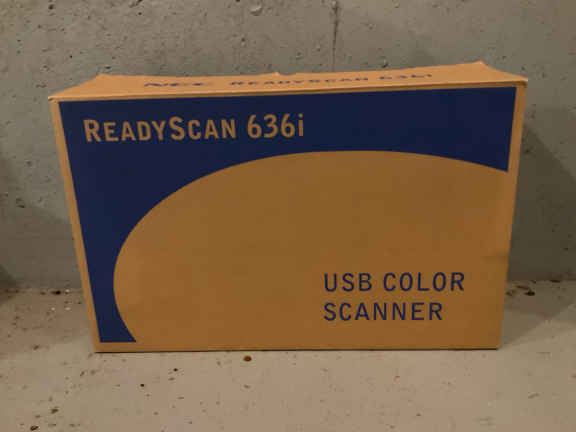 NEC READYSCAN 636i
READYSCAN 636i
USB COLOR
SCANNER